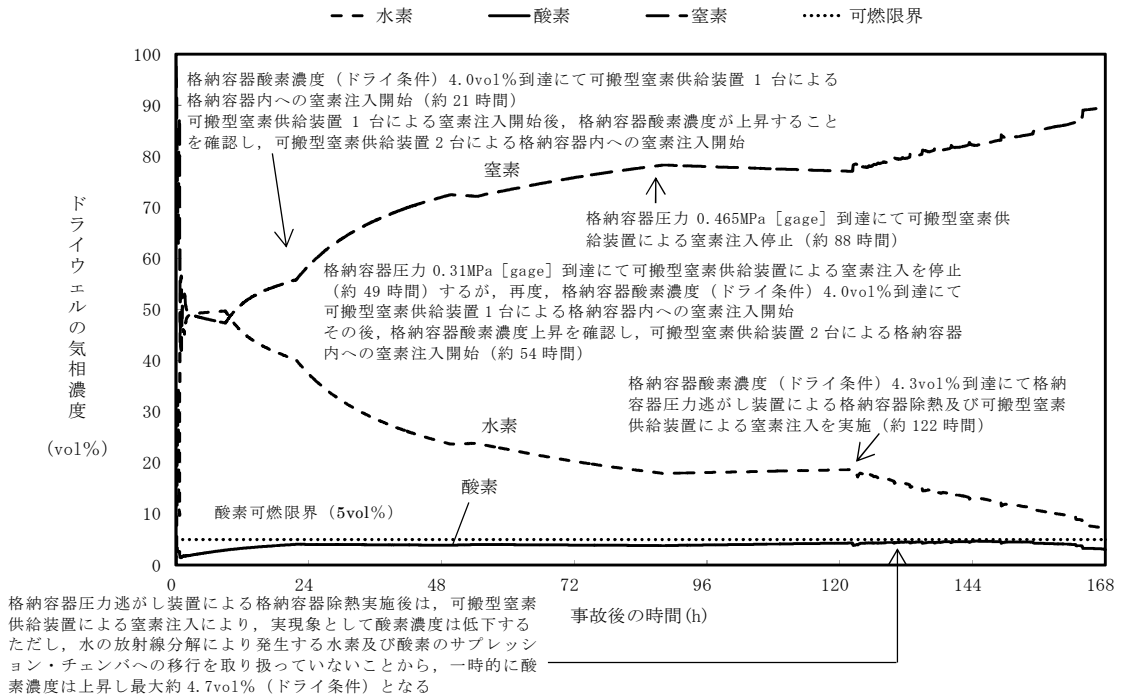 水素 酸素 窒素 可燃限界
100
90
80
70
60
50
40
30
20
10
0
ドライウェルの気相濃度
(vol%)
格納容器酸素濃度（ドライ条件）4.0vol％到達にて可搬型窒素供給装置 1 台による
格納容器内への窒素注入開始（約 21 時間）
可搬型窒素供給装置 1 台による窒素注入開始後，格納容器酸素濃度が上昇すること
を確認し，可搬型窒素供給装置 2 台による格納容器内への窒素注入開始
窒素
格納容器圧力 0.465MPa［gage］到達にて可搬型窒素供
給装置による窒素注入停止（約 88 時間）
格納容器圧力 0.31MPa［gage］到達にて可搬型窒素供給装置による窒素注入を停止
（約 49 時間）するが，再度，格納容器酸素濃度（ドライ条件）4.0vol％到達にて
可搬型窒素供給装置 1 台による格納容器内への窒素注入開始
その後，格納容器酸素濃度上昇を確認し，可搬型窒素供給装置 2 台による格納容器
内への窒素注入開始（約 54 時間）
格納容器酸素濃度（ドライ条件）4.3vol％到達にて格納
容器圧力逃がし装置による格納容器除熱及び可搬型窒素
供給装置による窒素注入を実施（約 122 時間）
水素
酸素
酸素可燃限界（5vol％）
0 24 48 72 96 120 144 168
事故後の時間(h)
格納容器圧力逃がし装置による格納容器除熱実施後は，可搬型窒素
供給装置による窒素注入により，実現象として酸素濃度は低下する
ただし，水の放射線分解により発生する水素及び酸素のサプレッシ
ョン・チェンバへの移行を取り扱っていないことから，一時的に酸
素濃度は上昇し最大約 4.7vol％（ドライ条件）となる